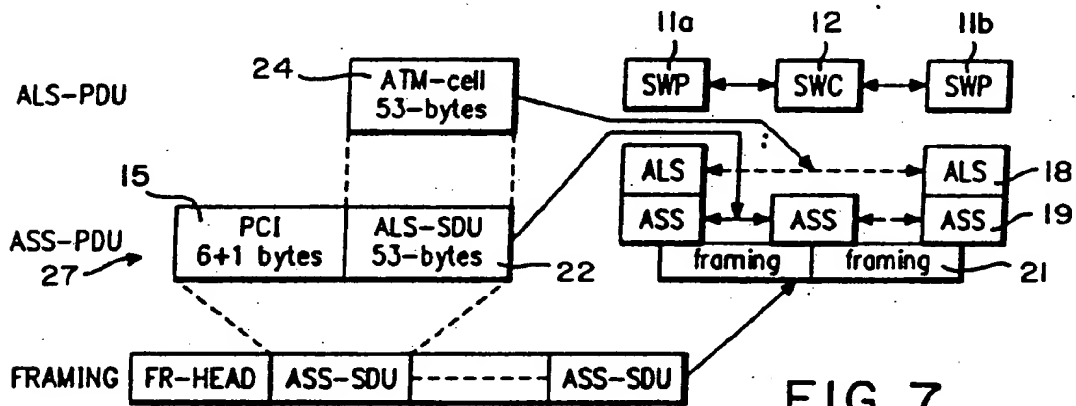 11a
12
11b
24
ALS-PDU
ATM-cell
53-bytes
SWP
SWC
SWP
15
ALS
ALS
18
ASS-PDU
PCI
6+1 bytes
ALS-SDU
53-bytes
ASS
ASS
ASS
19
27
22
framing
framing
21
FRAMING
FR-HEAD
ASS-SDU
ASS-SDU
FIG 7